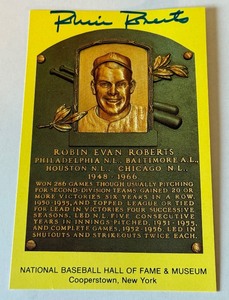 Robin Roberts
ROBIN EVAN ROBERTS
PHILADELPHIA N.L., BALTIMORE A.L.,
HOUSTON N.L., CHICAGO N.L.
1948-1966
WON 286 GAMES THOUGH USUALLY PITCHING
FOR SECOND-DIVISION TEAMS. GAINED 20 OR
MORE VICTORIES SIX YEARS IN A ROW,
1950-1955, AND TOPPED LEAGUE OR TIED
FOR LEAD IN VICTORIES FOUR SUCCESSIVE
SEASONS. LED N.L. FIVE CONSECUTIVE
YEARS IN INNINGS PITCHED, 1951-1955,
AND COMPLETE GAMES, 1952-1956. LED IN
SHUTOUTS AND STRIKEOUTS TWICE EACH.
NATIONAL BASEBALL HALL OF FAME & MUSEUM
Cooperstown, New York